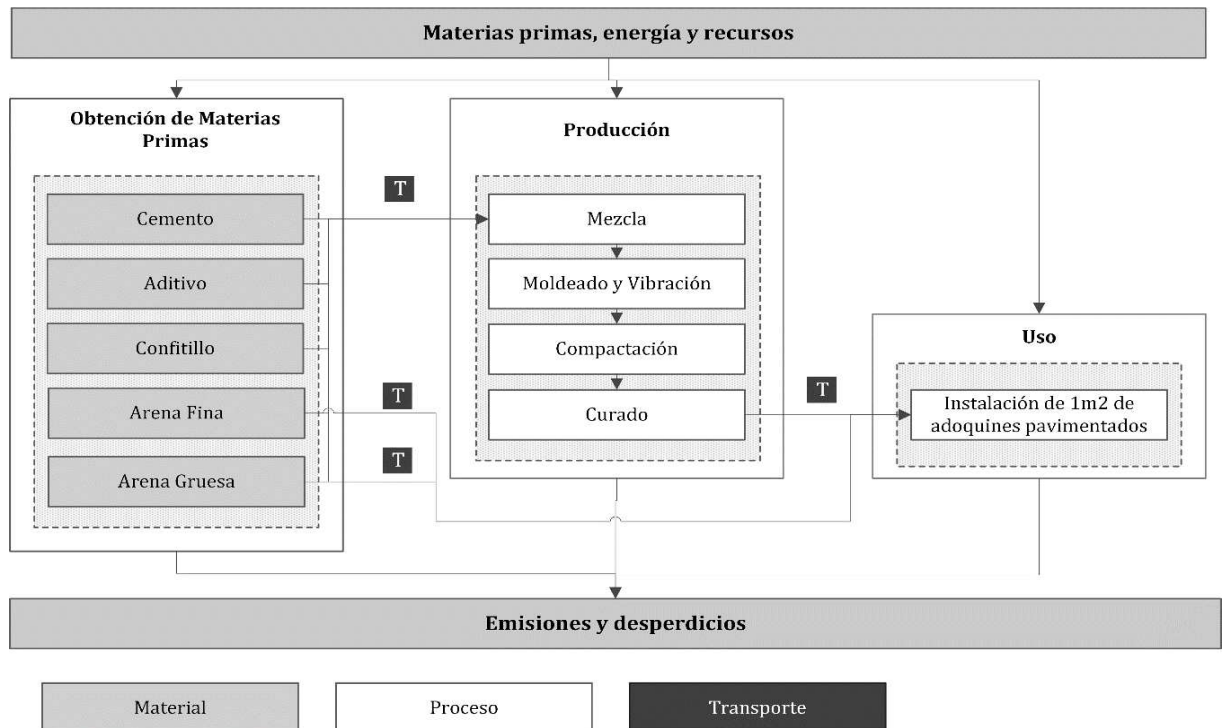 Materias primas, energía y recursos
Obtención de Materias
Primas
Cemento
Aditivo
Confitillo
Arena Fina
Arena Gruesa
T
T
T
Producción
Mezcla
Moldeado y Vibración
Compactación
Curado
T
Uso
Instalación de 1m2 de
adoquines pavimentados
Emisiones y desperdicios
Material
Proceso
Transporte